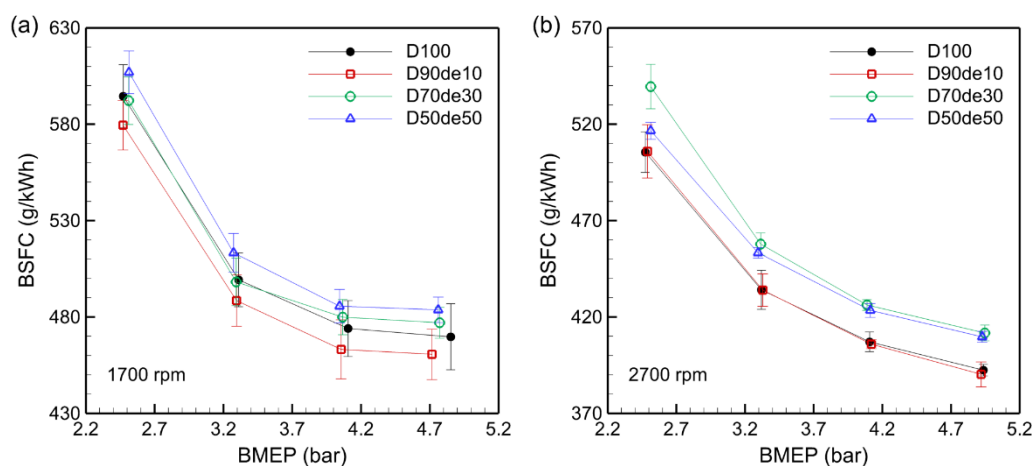 (a)
630
580
530
480
430
BSFC (g/kWh)
D100
D90de10
D70de30
D50de50
1700 rpm
2.2 2.7 3.2 3.7 4.2 4.7 5.2
BMEP (bar)
(b)
570
520
470
420
370
BSFC (g/kWh)
D100
D90de10
D70de30
D50de50
2700 rpm
2.2 2.7 3.2 3.7 4.2 4.7 5.2
BMEP (bar)